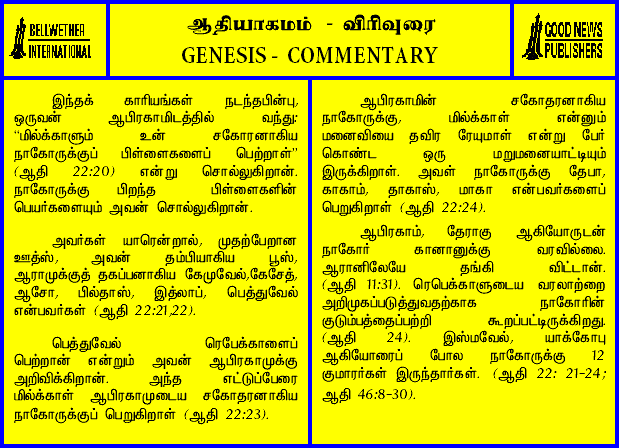 BELLWETHER
INTERNATIONAL
ஆதியாகமம் - விரிவுரை
GENESIS - COMMENTARY
GOOD NEWS
PUBLISHERS
இந்தக் காரியங்கள் நடந்தபின்பு,
ஒருவன் ஆபிரகாமிடத்தில் வந்து:
“மில்க்காளும் உன் சகோரனாகிய
நாகோருக்குப் பிள்ளைகளைப் பெற்றாள்”
(ஆதி 22:20) என்று சொல்லுகிறான்.
நாகோருக்கு பிறந்த பிள்ளைகளின்
பெயர்களையும் அவன் சொல்லுகிறான்.
அவர்கள் யாரென்றால், முதற்பேறான
ஊத்ஸ், அவன் தம்பியாகிய பூஸ்,
ஆராமுக்குத் தகப்பனாகிய கேமுவேல்,கேசேத்,
ஆசோ, பில்தாஸ், இத்லாப், பெத்துவேல்
என்பவர்கள் (ஆதி 22:21,22).
பெத்துவேல் ரெபேக்காளைப்
பெற்றான் என்றும் அவன் ஆபிரகாமுக்கு
அறிவிக்கிறான். அந்த எட்டுப்பேரை
மில்க்காள் ஆபிரகாமுடைய சகோதரனாகிய
நாகோருக்குப் பெறுகிறாள் (ஆதி 22:23).
ஆபிரகாமின் சகோதரனாகிய
நாகோருக்கு, மில்க்காள் என்னும்
மனைவியை தவிர ரேயுமாள் என்று பேர்
கொண்ட ஒரு மறுமனையாட்டியும்
இருக்கிறாள். அவள் நாகோருக்கு தேபா,
காகாம், தாகாஸ், மாகா என்பவர்களைப்
பெறுகிறாள் (ஆதி 22:24).
ஆபிரகாம், தேராகு ஆகியோருடன்
நாகோர் கானானுக்கு வரவில்லை.
ஆரானிலேயே தங்கி விட்டான்.
(ஆதி 11:31). ரெபெக்காளுடைய வரலாற்றை
அறிமுகப்படுத்துவதற்காக நாகோரின்
குடும்பத்தைப்பற்றி கூறப்பட்டிருக்கிறது.
(ஆதி 24). இஸ்மவேல், யாக்கோபு
ஆகியோரைப் போல நாகோருக்கு 12
குமாரர்கள் இருந்தார்கள். (ஆதி 22: 21-24;
ஆதி 46:8-30).